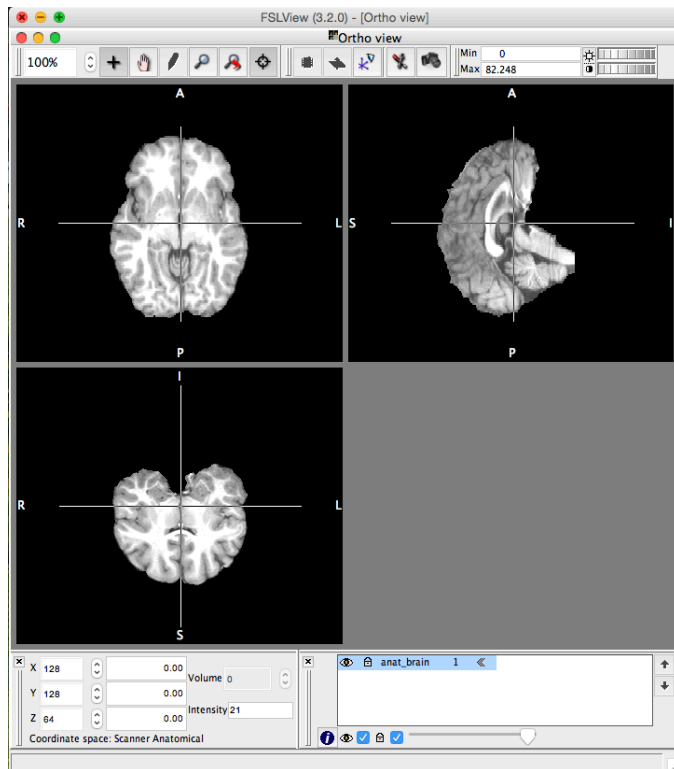 FSLView (3.2.0) - [Ortho view]
Ortho view
100%
Min 0
Max 82.248
A
R L
P
A
S I
P
I
R L
S
X 128 0.00
Volume 0
Y 128 0.00
Z 64 0.00
Intensity 21
Coordinate space: Scanner Anatomical
anat_brain 1